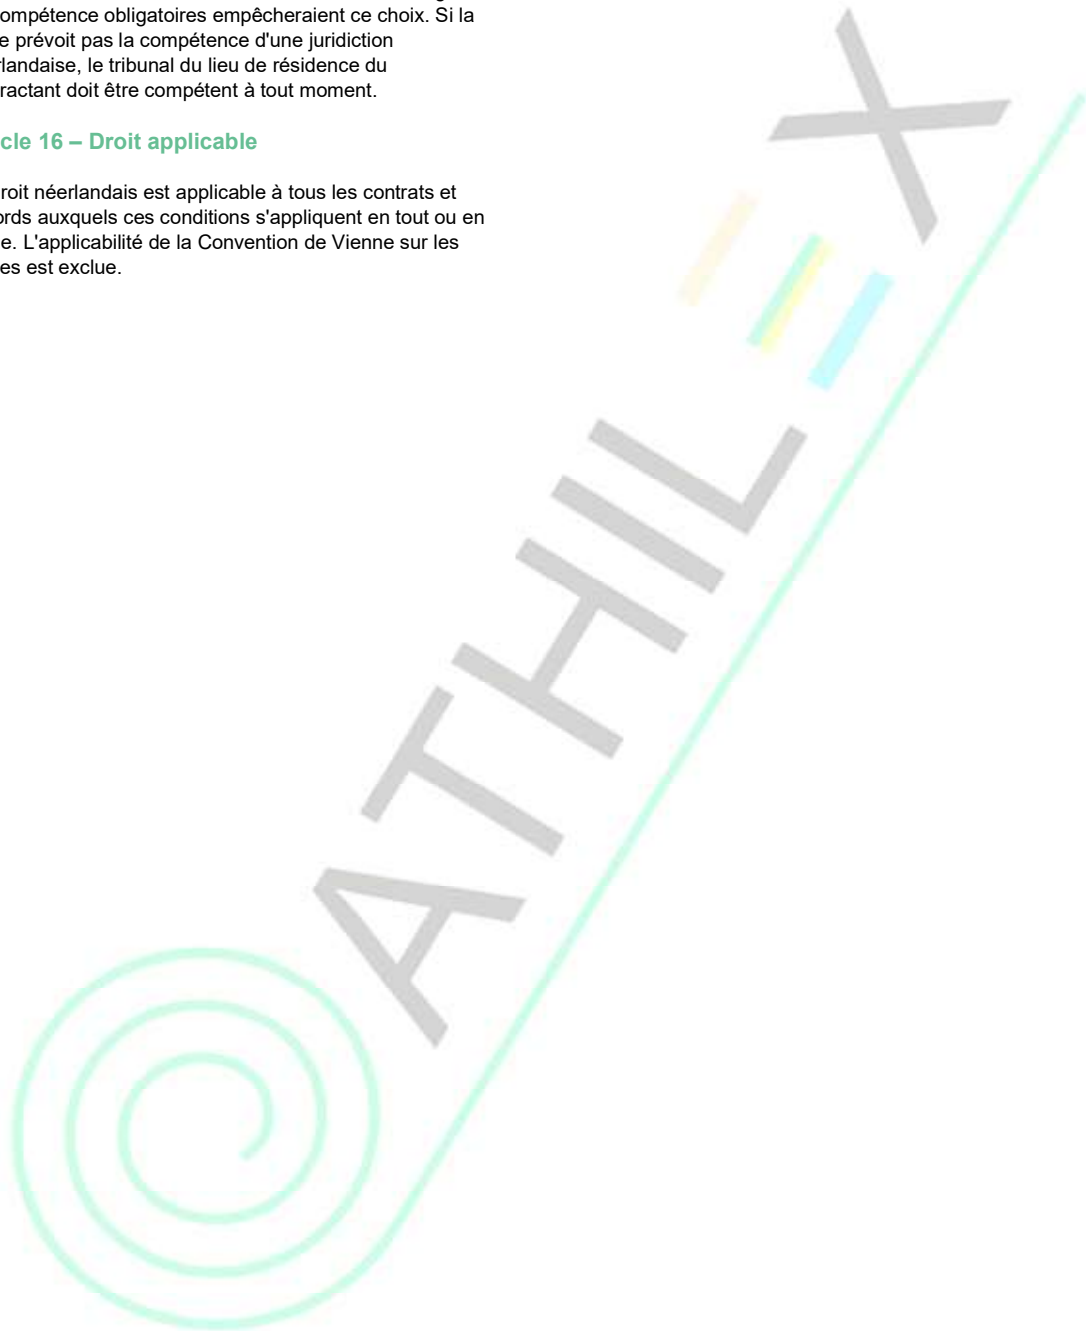 ompétence obligatoires empêcheraient ce choix. Si la
e prévoit pas la compétence d'une juridiction
rlandaise, le tribunal du lieu de résidence du
ractant doit être compétent à tout moment.
cle 16 – Droit applicable
roit néerlandais est applicable à tous les contrats et
ords auxquels ces conditions s'appliquent en tout ou en
e. L'applicabilité de la Convention de Vienne sur les
es est exclue.
ATHILEX